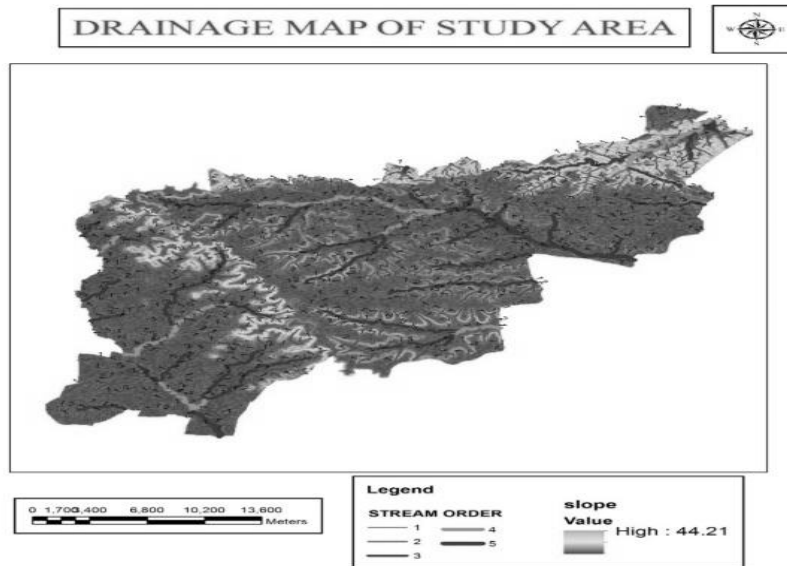 DRAINAGE MAP OF STUDY AREA
N
W E
S
0 1,700 3,400 6,800 10,200 13,600
Meters
Legend
STREAM ORDER
1
2
3
4
5
slope
Value
High : 44.21